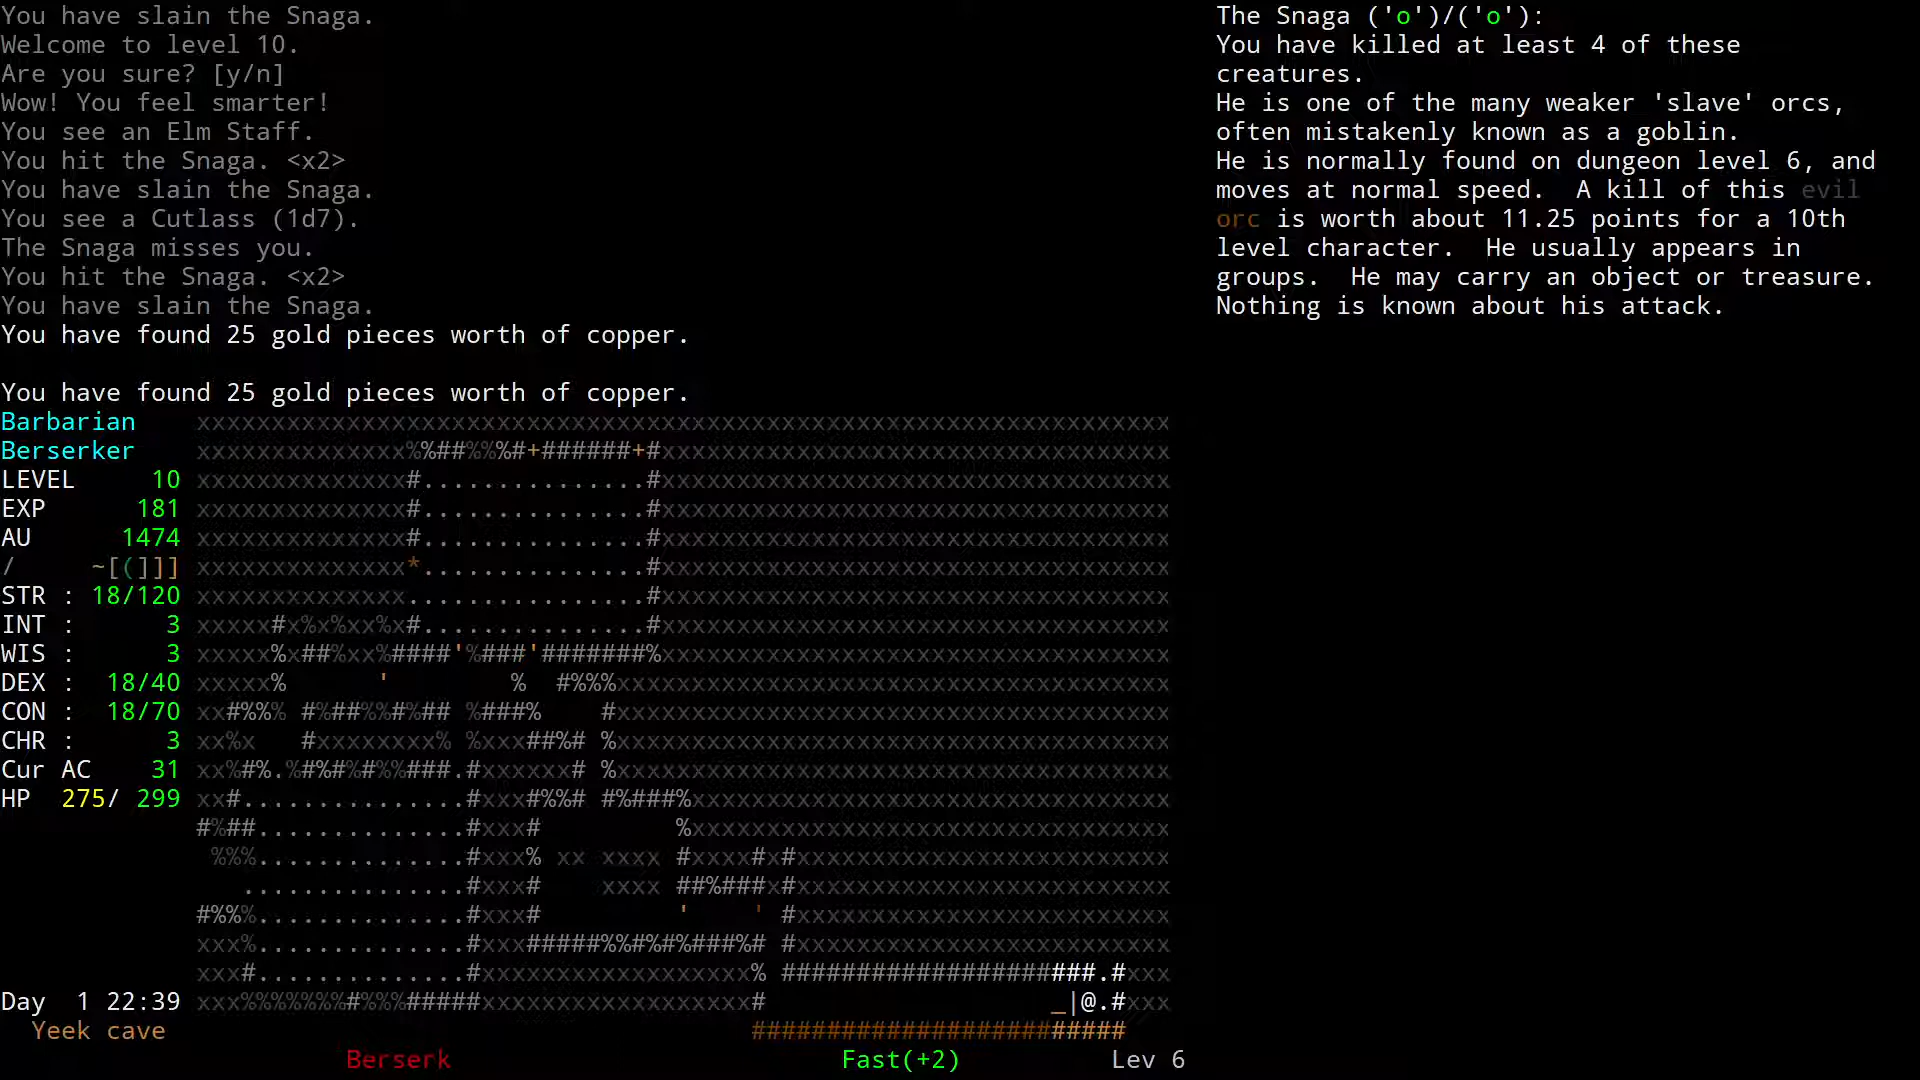 You have slain the Snaga.
Welcome to level 10.
Are you sure? [y/n]
Wow! You feel smarter!
You see an Elm Staff.
You hit the Snaga. <x2>
You have slain the Snaga.
You see a Cutlass (1d7).
The Snaga misses you.
You hit the Snaga. <x2>
You have slain the Snaga.
You have found 25 gold pieces worth of copper.
You have found 25 gold pieces worth of copper.
The Snaga ('o')/('o'):
You have killed at least 4 of these
creatures.
He is one of the many weaker 'slave' orcs,
often mistakenly known as a goblin.
He is normally found on dungeon level 6, and
moves at normal speed.  A kill of this evil
orc is worth about 11.25 points for a 10th
level character.  He usually appears in
groups.  He may carry an object or treasure.
Nothing is known about his attack.
Barbarian
Berserker
LEVEL 10
EXP 181
AU 1474
/ ~[(]]]
STR : 18/120
INT : 3
WIS : 3
DEX : 18/40
CON : 18/70
CHR : 3
Cur AC 31
HP 275/ 299
Day 1 22:39
Yeek cave
Berserk
Fast(+2)
Lev 6